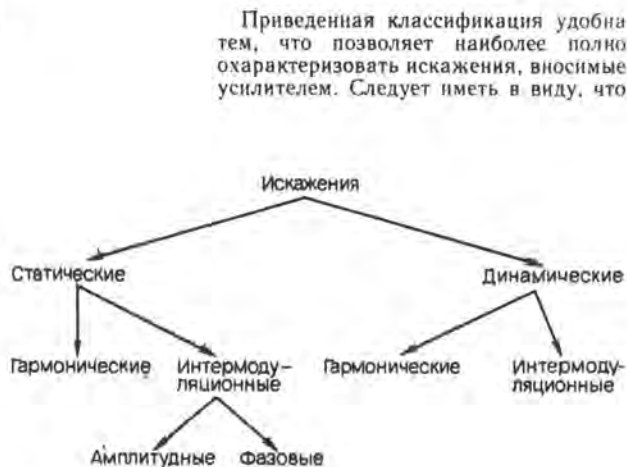 Приведенная классификация удобна
тем, что позволяет наиболее полно
охарактеризовать искажения, вносимые
усилителем. Следует иметь в виду, что
Искажения
Статические
Динамические
Гармонические
Интермоду-
ляционные
Гармонические
Интермоду-
ляционные
Амплитудные
Фазовые